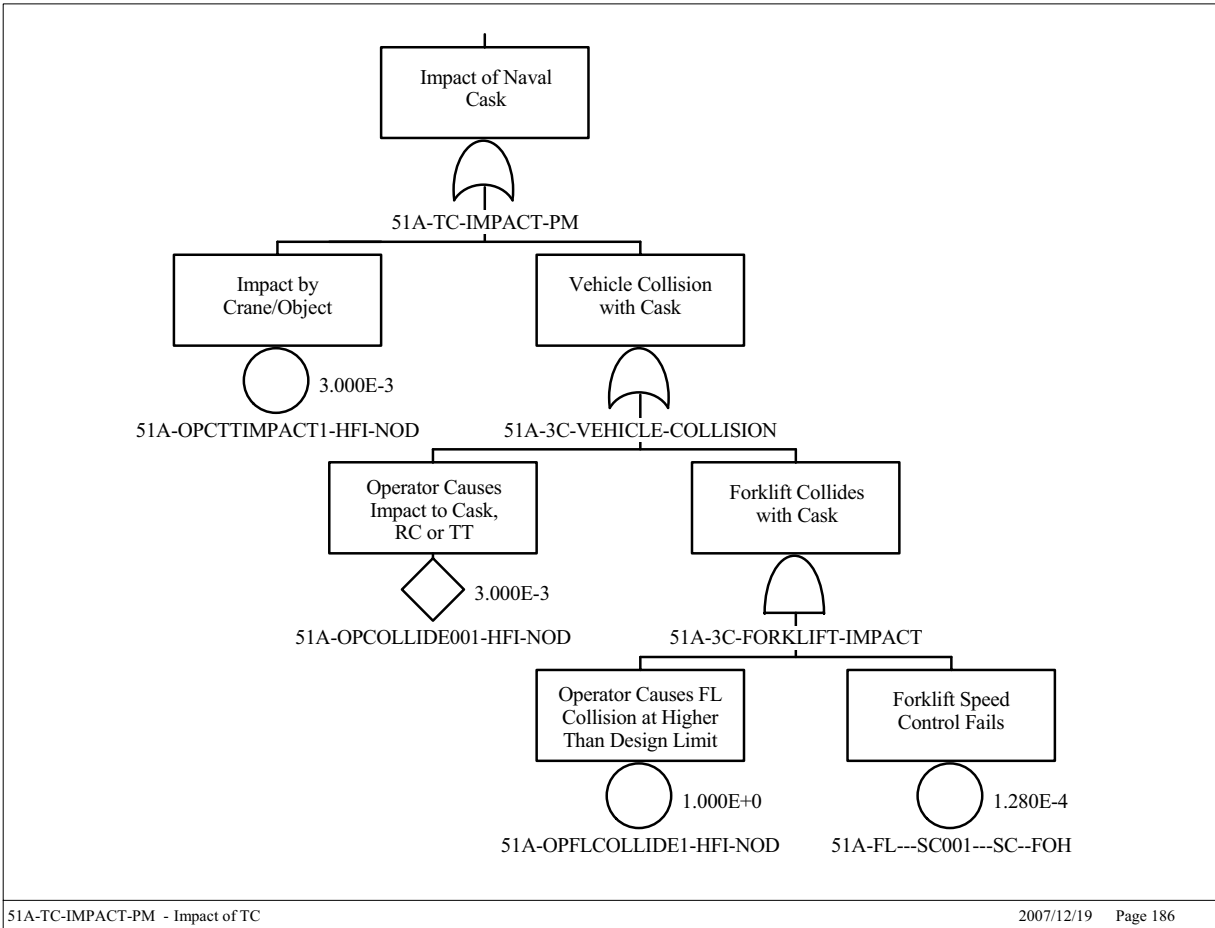 Impact of Naval
Cask
51A-TC-IMPACT-PM
Impact by
Crane/Object
3.000E-3
51A-OPCTTIMPACT1-HFI-NOD
Vehicle Collision
with Cask
51A-3C-VEHICLE-COLLISION
Operator Causes
Impact to Cask,
RC or TT
3.000E-3
51A-OPCOLLIDE001-HFI-NOD
Forklift Collides
with Cask
51A-3C-FORKLIFT-IMPACT
Operator Causes FL
Collision at Higher
Than Design Limit
1.000E+0
51A-OPFLCOLLIDE1-HFI-NOD
Forklift Speed
Control Fails
1.280E-4
51A-FL---SC001---SC--FOH
51A-TC-IMPACT-PM - Impact of TC
2007/12/19 Page 186